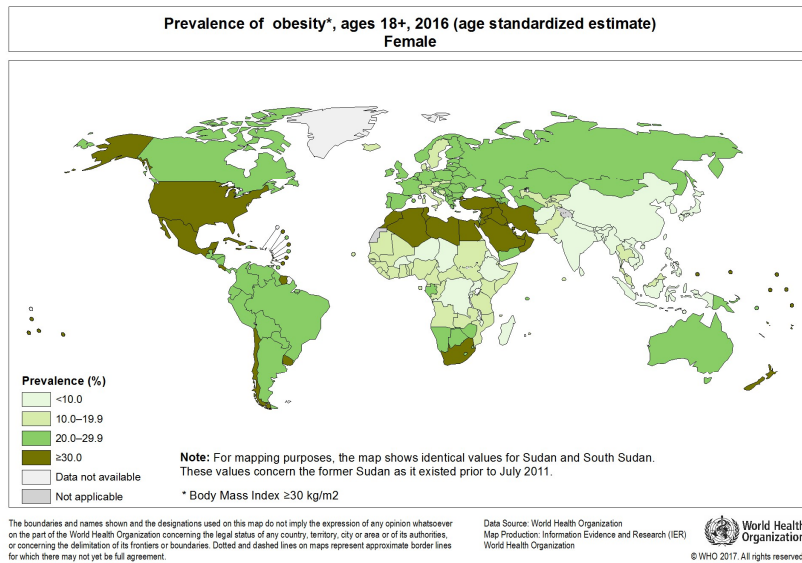 Prevalence of obesity*, ages 18+, 2016 (age standardized estimate)
Female
Prevalence (%)
<10.0
10.0–19.9
20.0–29.9
≥30.0
Data not available
Not applicable
Note: For mapping purposes, the map shows identical values for Sudan and South Sudan.
These values concern the former Sudan as it existed prior to July 2011.
* Body Mass Index ≥30 kg/m2
The boundaries and names shown and the designations used on this map do not imply the expression of any opinion whatsoever
on the part of the World Health Organization concerning the legal status of any country, territory, city or area or of its authorities,
or concerning the delimitation of its frontiers or boundaries. Dotted and dashed lines on maps represent approximate border lines
for which there may not yet be full agreement.
Data Source: World Health Organization
Map Production: Information Evidence and Research (IER)
World Health Organization
World Health
Organization
© WHO 2017. All rights reserved